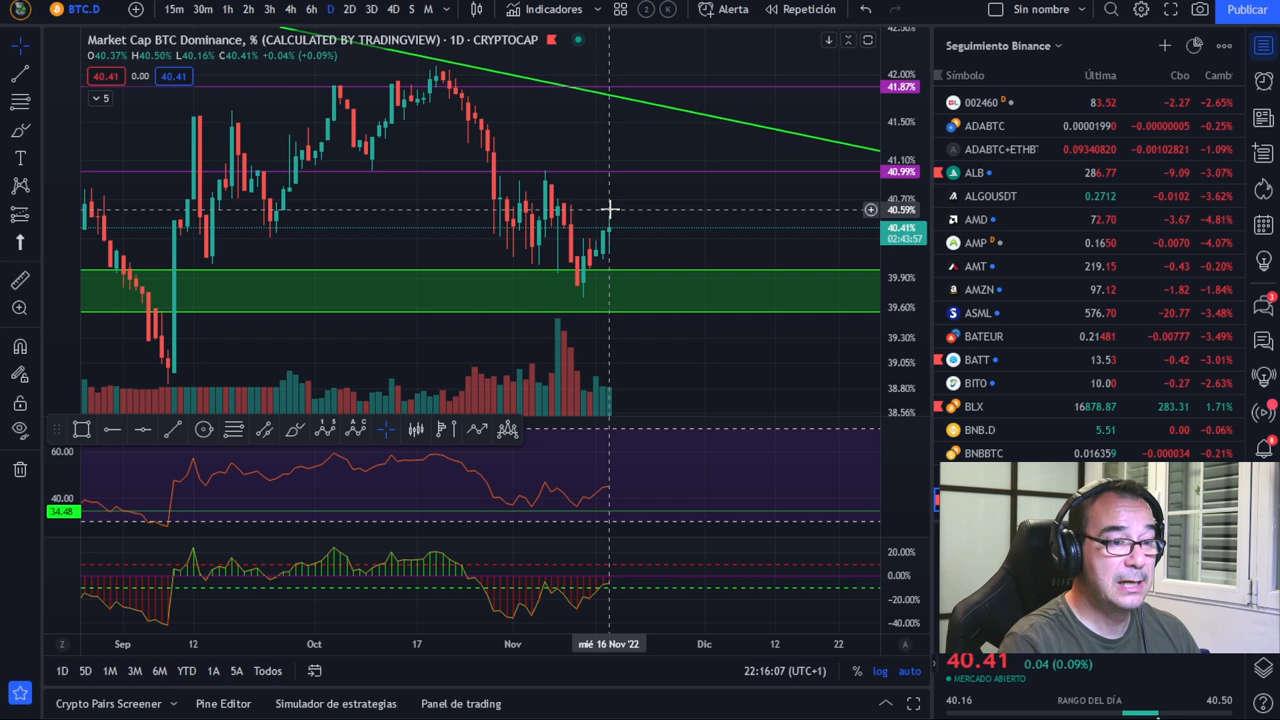 BTC.D
15m 30m 1h 2h 3h 4h 6h D 2D 3D 4D S M
Indicadores
2
Alerta
Repetición
Sin nombre
Publicar
Market Cap BTC Dominance, % (CALCULATED BY TRADINGVIEW) · 1D · CRYPTOCAP
O40.37% H40.50% L40.16% C40.41% +0.04% (+0.09%)
40.41 0.00 40.41
5
42.50%
42.00%
41.87%
41.50%
41.10%
40.99%
40.70%
40.59%
40.41%
02:43:57
39.90%
39.60%
39.30%
39.05%
38.80%
38.56%
60.00
40.00
34.48
20.00%
0.00%
-20.00%
-40.00%
Z Sep 12 Oct 17 Nov mié 16 Nov '22 Dic 12 22 A
1D 5D 1M 3M 6M YTD 1A 5A Todos
22:16:07 (UTC+1) % log auto
Crypto Pairs Screener Pine Editor Simulador de estrategias Panel de trading
Seguimiento Binance
Símbolo Última Cbo Camb
002460 D 83.52 -2.27 -2.65%
ADABTC 0.00001990 -0.00000005 -0.25%
ADABTC+ETHBT 0.09340820 -0.00102821 -1.09%
ALB 286.77 -9.09 -3.07%
ALGOUSDT 0.2712 -0.0102 -3.62%
AMD 72.70 -3.67 -4.81%
AMP D 0.1650 -0.0070 -4.07%
AMT 219.15 -0.43 -0.20%
AMZN 97.12 -1.82 -1.84%
ASML 576.70 -20.77 -3.48%
BATEUR 0.21481 -0.00777 -3.49%
BATT 13.53 -0.42 -3.01%
BITO 10.00 -0.27 -2.63%
BLX 16878.87 283.31 1.71%
BNB.D 5.51 0.00 -0.06%
BNBBTC 0.016359 -0.000034 -0.21%
3
8
40.41 0.04 (0.09%)
MERCADO ABIERTO
40.16 RANGO DEL DÍA 40.50